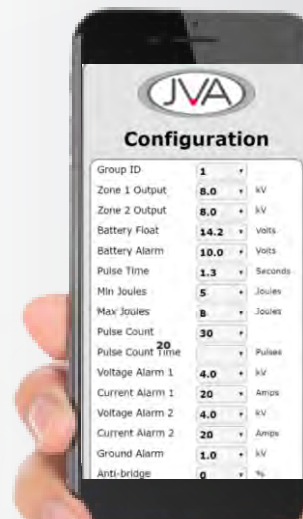 JVA
Configuration
Group ID 1
Zone 1 Output 8.0 kV
Zone 2 Output 8.0 kV
Battery Float 14.2 Volts
Battery Alarm 10.0 Volts
Pulse Time 1.3 Seconds
Min Joules 5 Joules
Max Joules 8 Joules
Pulse Count 30
20
Pulse Count Time Pulses
Voltage Alarm 1 4.0 kV
Current Alarm 1 20 Amps
Voltage Alarm 2 4.0 kV
Current Alarm 2 20 Amps
Ground Alarm 1.0 kV
Anti-bridge 0 %